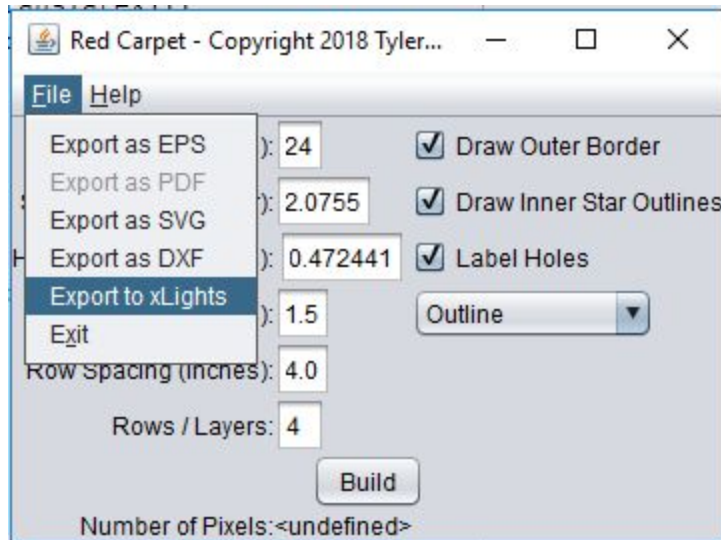 Red Carpet - Copyright 2018 Tyler...
File Help
Export as EPS
Export as PDF
Export as SVG
Export as DXF
Export to xLights
Exit
): 24
): 2.0755
): 0.472441
): 1.5
Row Spacing (Inches): 4.0
Rows / Layers: 4
Draw Outer Border
Draw Inner Star Outlines
Label Holes
Outline
Build
Number of Pixels:<undefined>